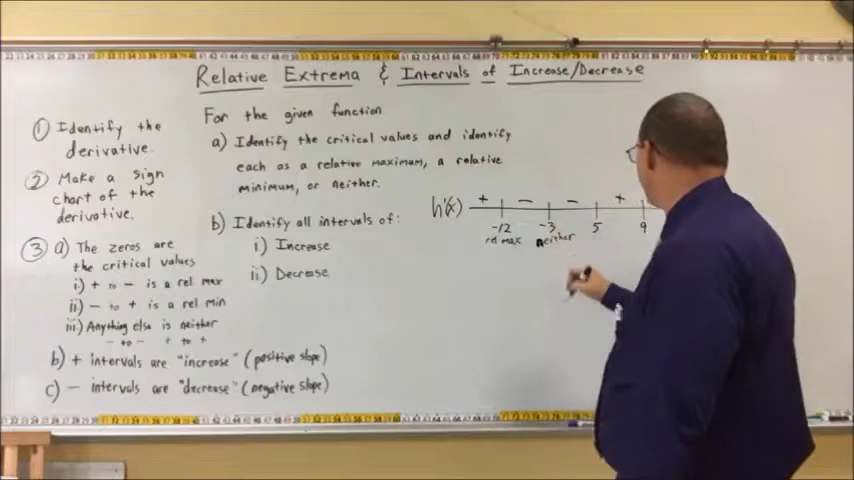 Relative Extrema & Intervals of Increase/Decrease
① Identify the
derivative.
② Make a sign
chart of the
derivative.
③ a) The zeros are
the critical values
i) + to - is a rel max
ii) - to + is a rel min
iii) Anything else is neither
- to - + to +
b) + intervals are "increase" (positive slope)
c) - intervals are "decrease" (negative slope)
For the given function
a) Identify the critical values and identify
each as a relative maximum, a relative
minimum, or neither.
b) Identify all intervals of:
i) Increase
ii) Decrease
h'(x) + - - +
-12 -3 5 9
rel max neither